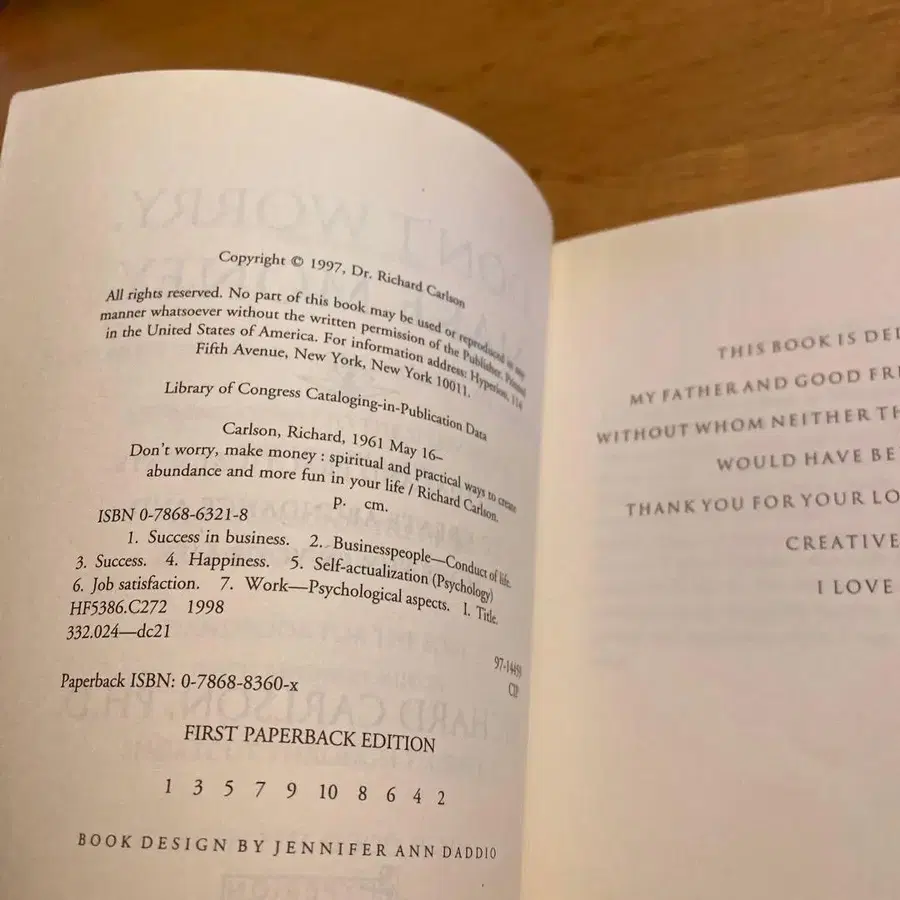 Copyright © 1997, Dr. Richard Carlson
All rights reserved. No part of this book may be used or reproduced in any
manner whatsoever without the written permission of the Publisher. Printed
in the United States of America. For information address: Hyperion, 114
Fifth Avenue, New York, New York 10011.
Library of Congress Cataloging-in-Publication Data
Carlson, Richard, 1961 May 16–
Don't worry, make money : spiritual and practical ways to create
abundance and more fun in your life / Richard Carlson.
P. cm.
ISBN 0-7868-6321-8
1. Success in business. 2. Businesspeople—Conduct of life.
3. Success. 4. Happiness. 5. Self-actualization (Psychology)
6. Job satisfaction. 7. Work—Psychological aspects. I. Title.
HF5386.C272 1998
332.024—dc21
97-14459
CIP
Paperback ISBN: 0-7868-8360-x
FIRST PAPERBACK EDITION
1 3 5 7 9 10 8 6 4 2
BOOK DESIGN BY JENNIFER ANN DADDIO
THIS BOOK IS DE
MY FATHER AND GOOD FRI
WITHOUT WHOM NEITHER TH
WOULD HAVE BE
THANK YOU FOR YOUR LO
CREATIVE
I LOVE